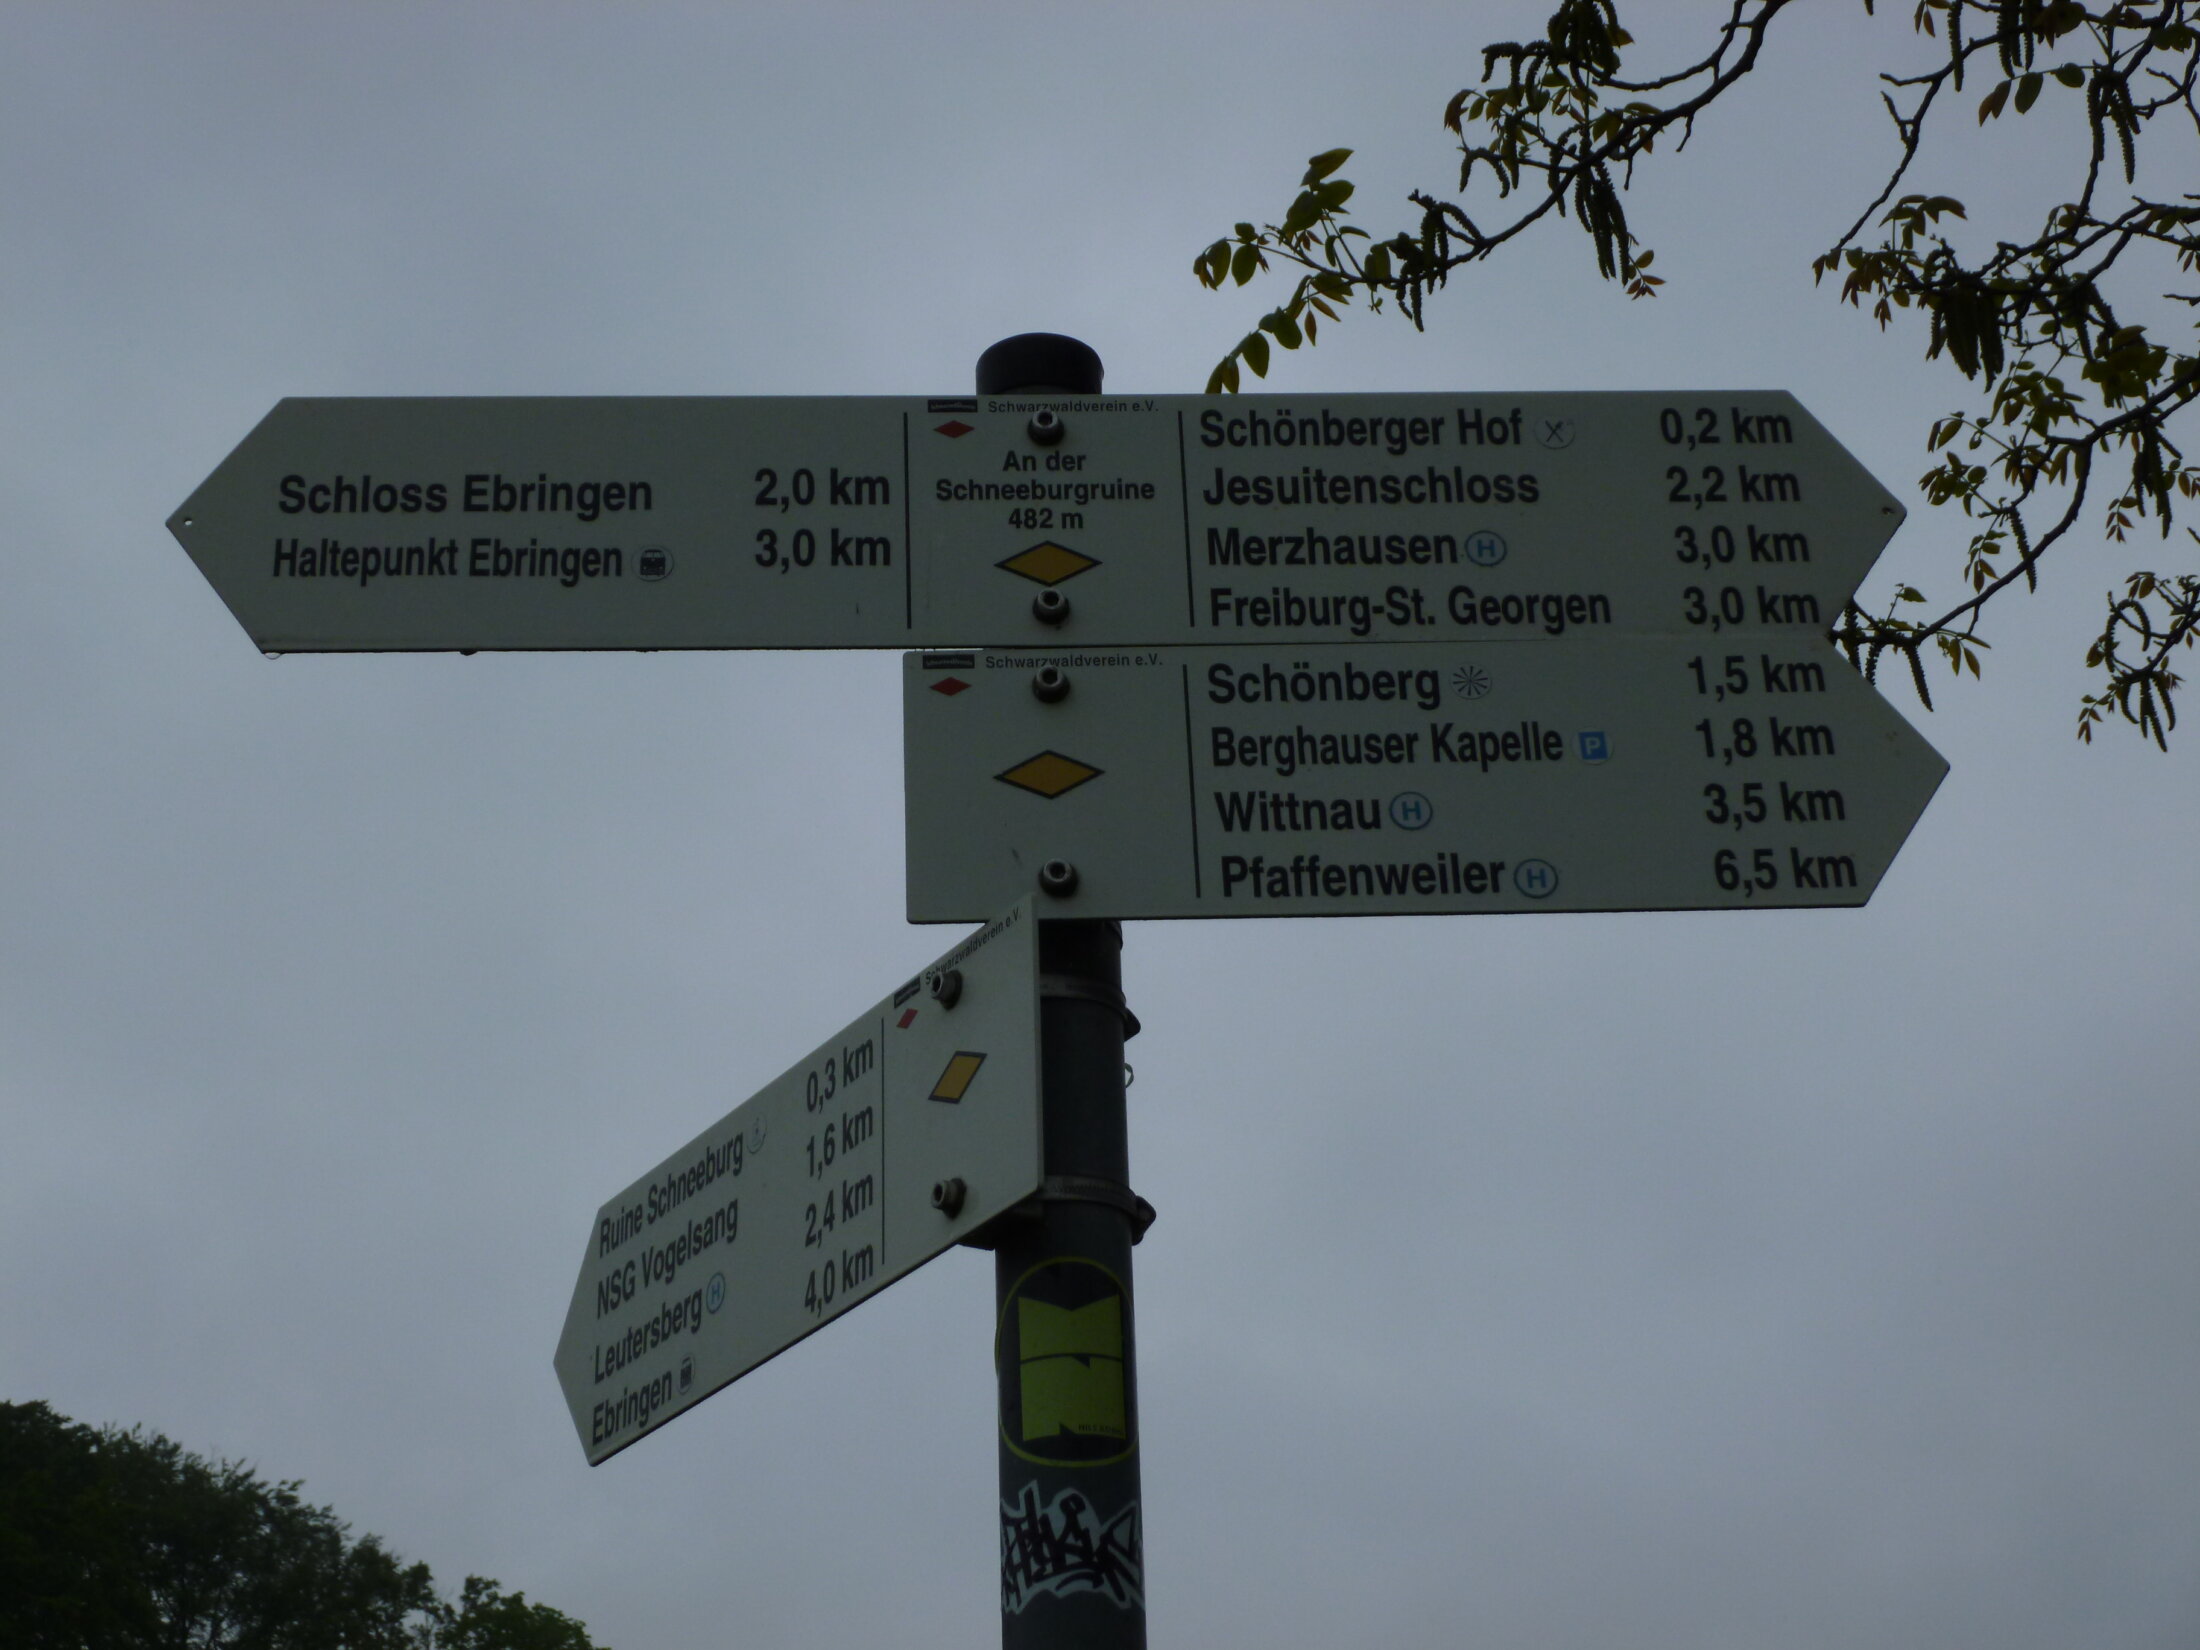 Schloss Ebringen 2,0 km
Haltepunkt Ebringen 3,0 km
Schwarzwaldverein e.V.
An der
Schneeburgruine
482 m
Schönberger Hof 0,2 km
Jesuitenschloss 2,2 km
Merzhausen H 3,0 km
Freiburg-St. Georgen 3,0 km
Schwarzwaldverein e.V.
Schönberg 1,5 km
Berghauser Kapelle P 1,8 km
Wittnau H 3,5 km
Pfaffenweiler H 6,5 km
Schwarzwaldverein e.V.
Ruine Schneeburg 0,3 km
NSG Vogelsang 1,6 km
Leutersberg H 2,4 km
Ebringen 4,0 km